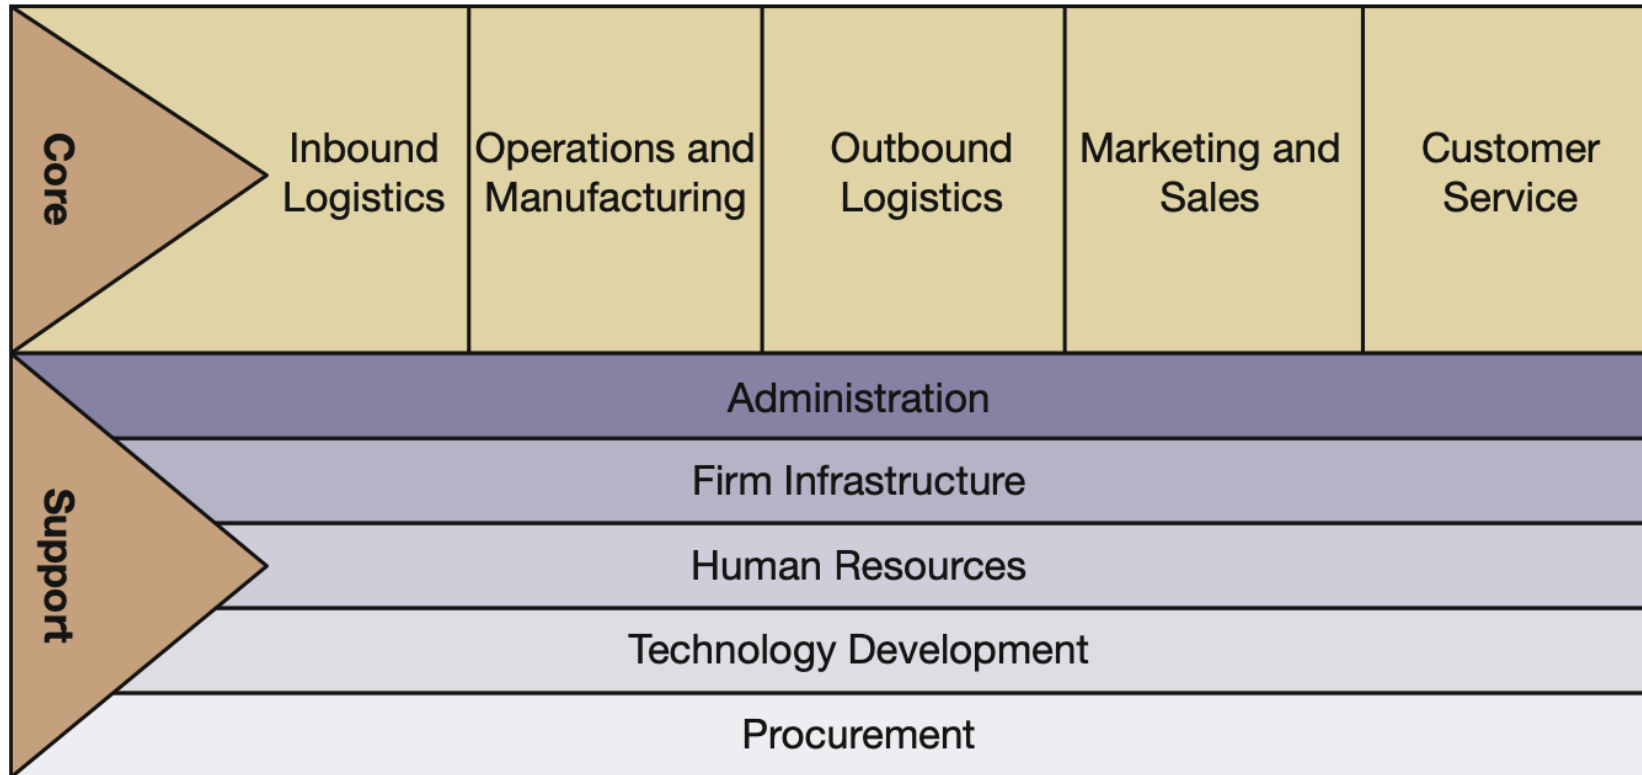 Core
Inbound
Logistics
Operations and
Manufacturing
Outbound
Logistics
Marketing and
Sales
Customer
Service
Support
Administration
Firm Infrastructure
Human Resources
Technology Development
Procurement